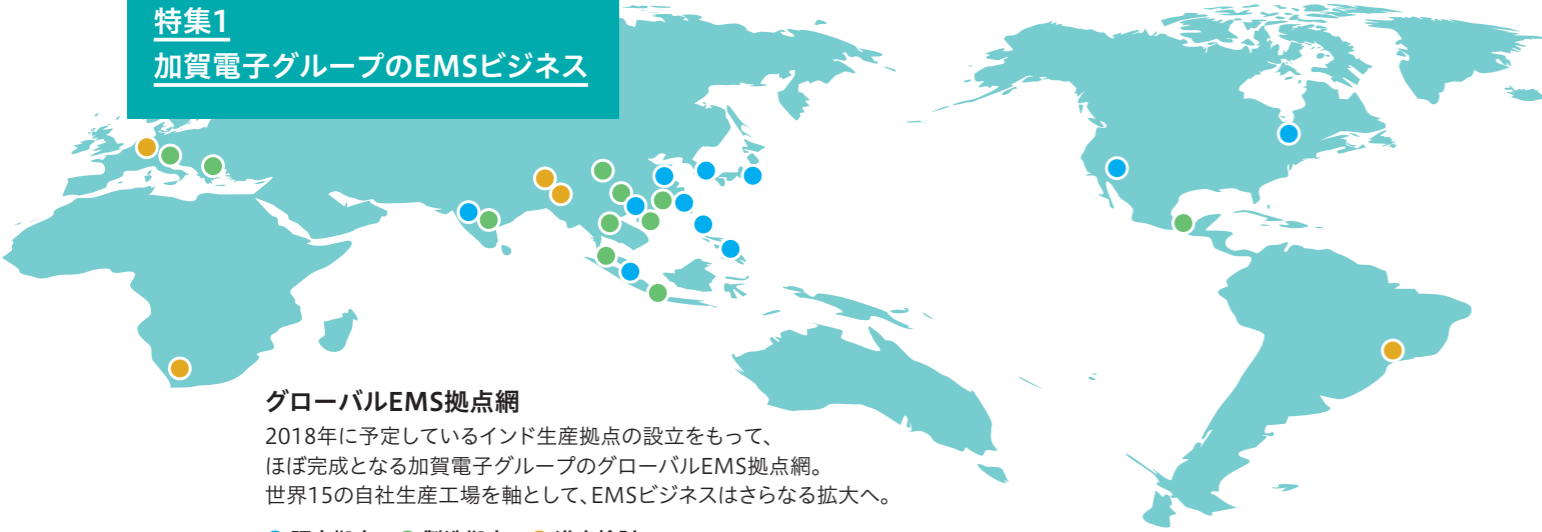 特集1
加賀電子グループのEMSビジネス
グローバルEMS拠点網
2018年に予定しているインド生産拠点の設立をもって、
ほぼ完成となる加賀電子グループのグローバルEMS拠点網。
世界15の自社生産工場を軸として、EMSビジネスはさらなる拡大へ。